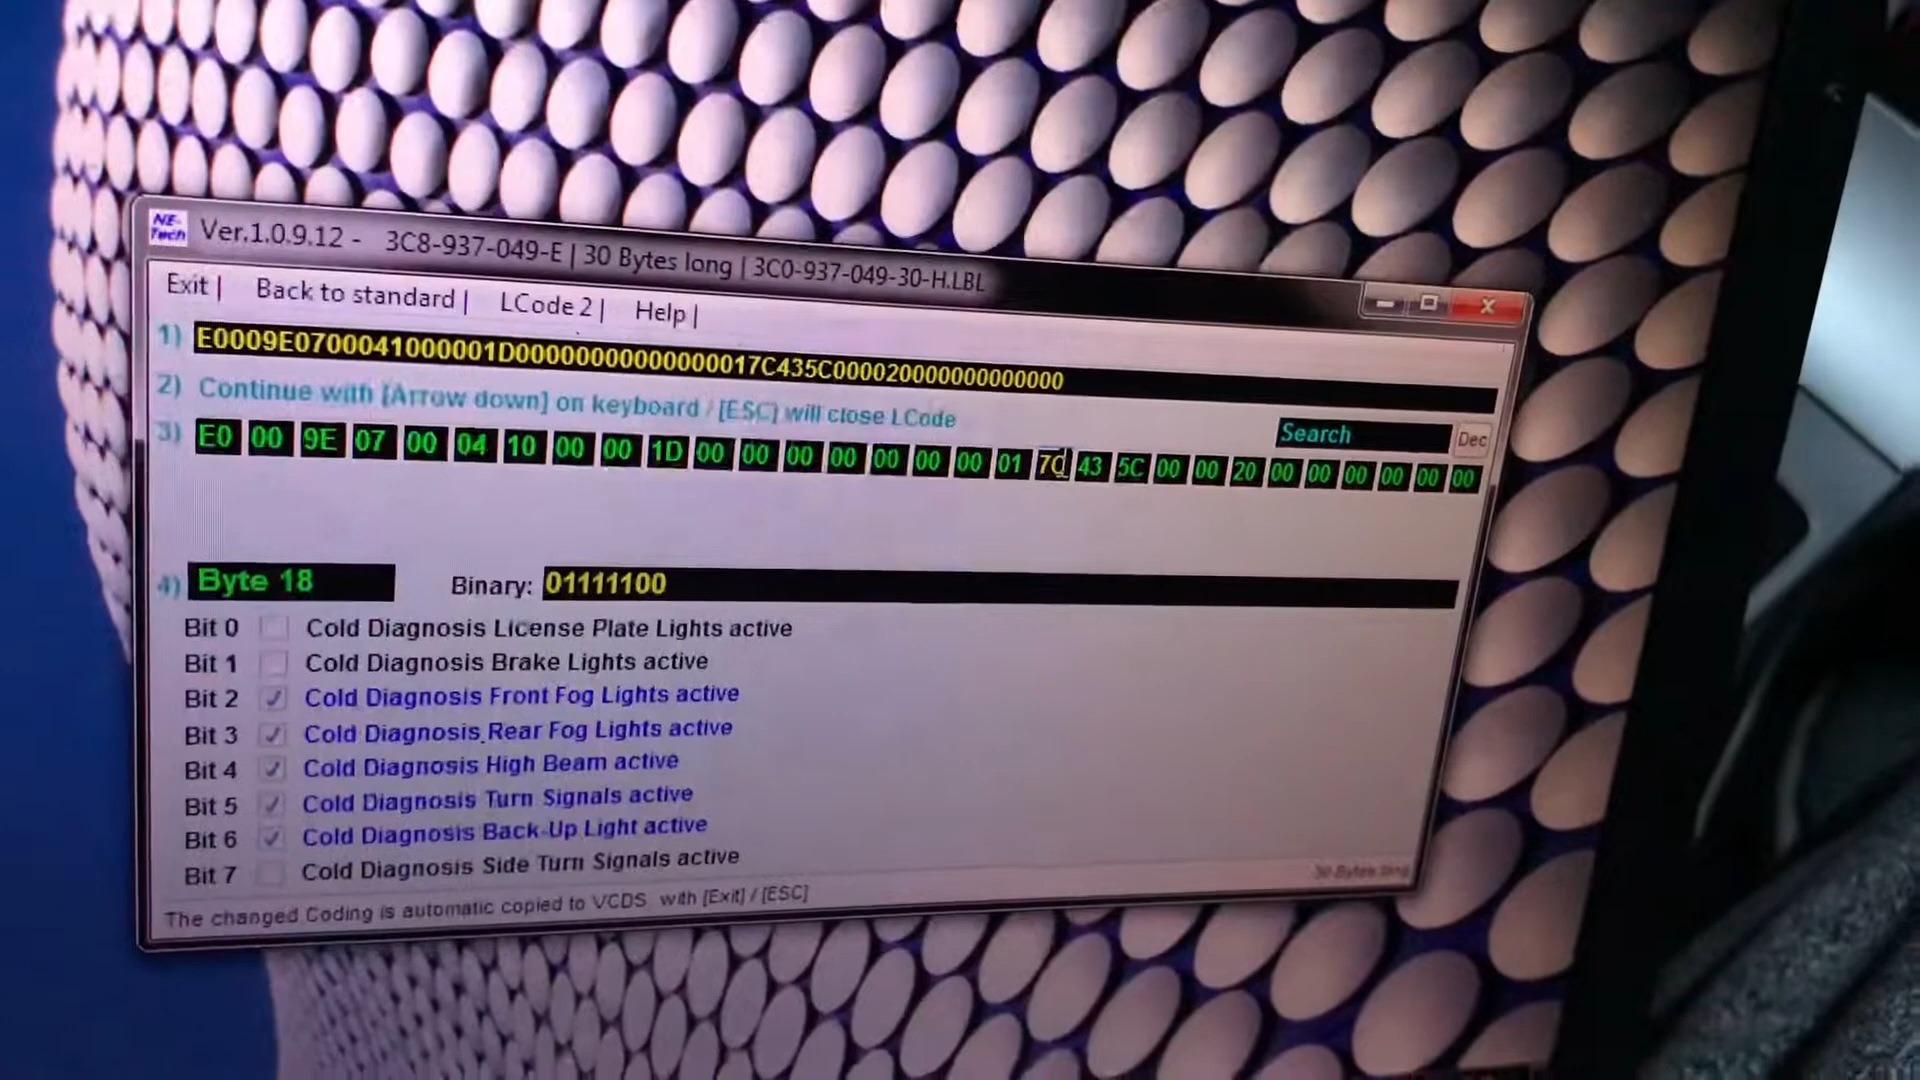 NE-Tech
Ver.1.0.9.12 - 3C8-937-049-E | 30 Bytes long | 3C0-937-049-30-H.LBL
Exit | Back to standard | LCode 2 | Help |
1) E0009E0700041000001D00000000000000017C435C000020000000000000
2) Continue with [Arrow down] on keyboard / [ESC] will close LCode
Search Dec
3) E0 00 9E 07 00 04 10 00 00 1D 00 00 00 00 00 00 00 01 7C 43 5C 00 00 20 00 00 00 00 00 00
4) Byte 18 Binary: 01111100
Bit 0 Cold Diagnosis License Plate Lights active
Bit 1 Cold Diagnosis Brake Lights active
Bit 2 Cold Diagnosis Front Fog Lights active
Bit 3 Cold Diagnosis Rear Fog Lights active
Bit 4 Cold Diagnosis High Beam active
Bit 5 Cold Diagnosis Turn Signals active
Bit 6 Cold Diagnosis Back-Up Light active
Bit 7 Cold Diagnosis Side Turn Signals active
30 Bytes long
The changed Coding is automatic copied to VCDS with [Exit] / [ESC]